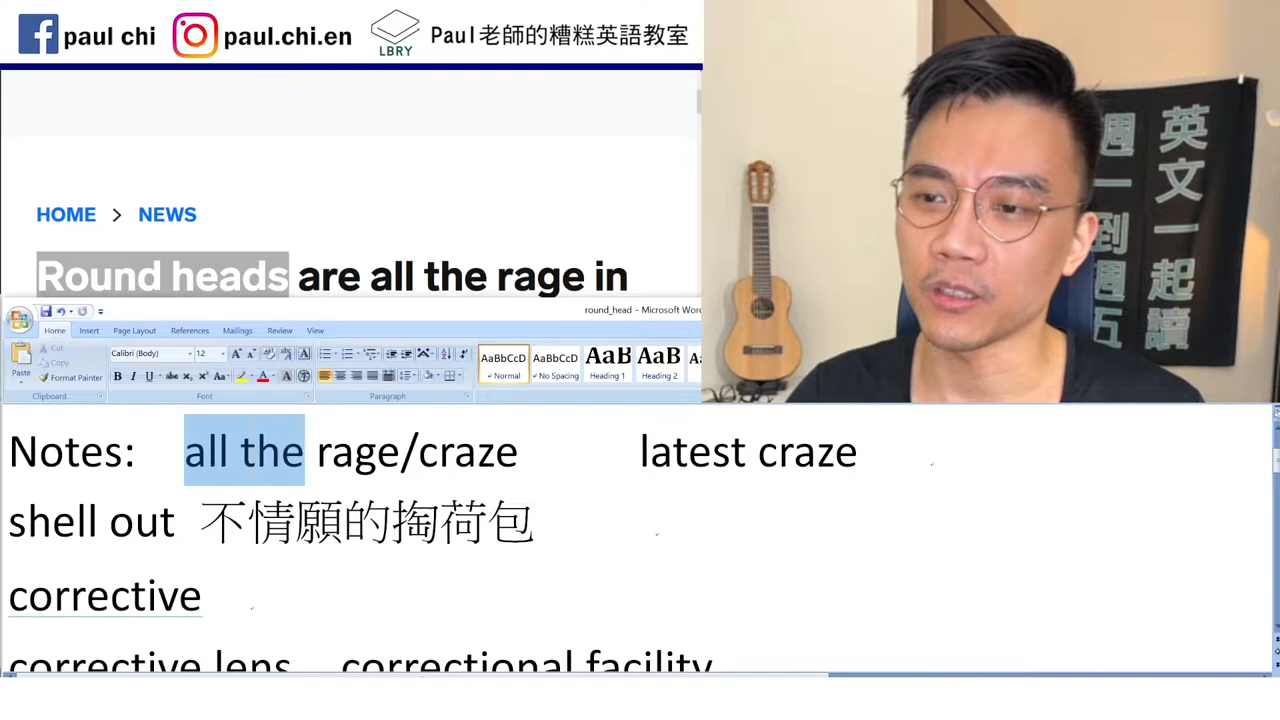 paul chi
paul.chi.en
LBRY
Paul老師的糟糕英語教室
HOME > NEWS
Round heads are all the rage in
round_head - Microsoft Word
Home Insert Page Layout References Mailings Review View
Paste
Cut
Copy
Format Painter
Calibri (Body) 12
AaBbCcD AaBbCcD AaB AaB
Normal No Spacing Heading 1 Heading 2
Clipboard Font Paragraph
Notes: all the rage/craze latest craze
shell out 不情願的掏荷包
corrective
corrective lens correctional facility
英文一起讀
週一到週五